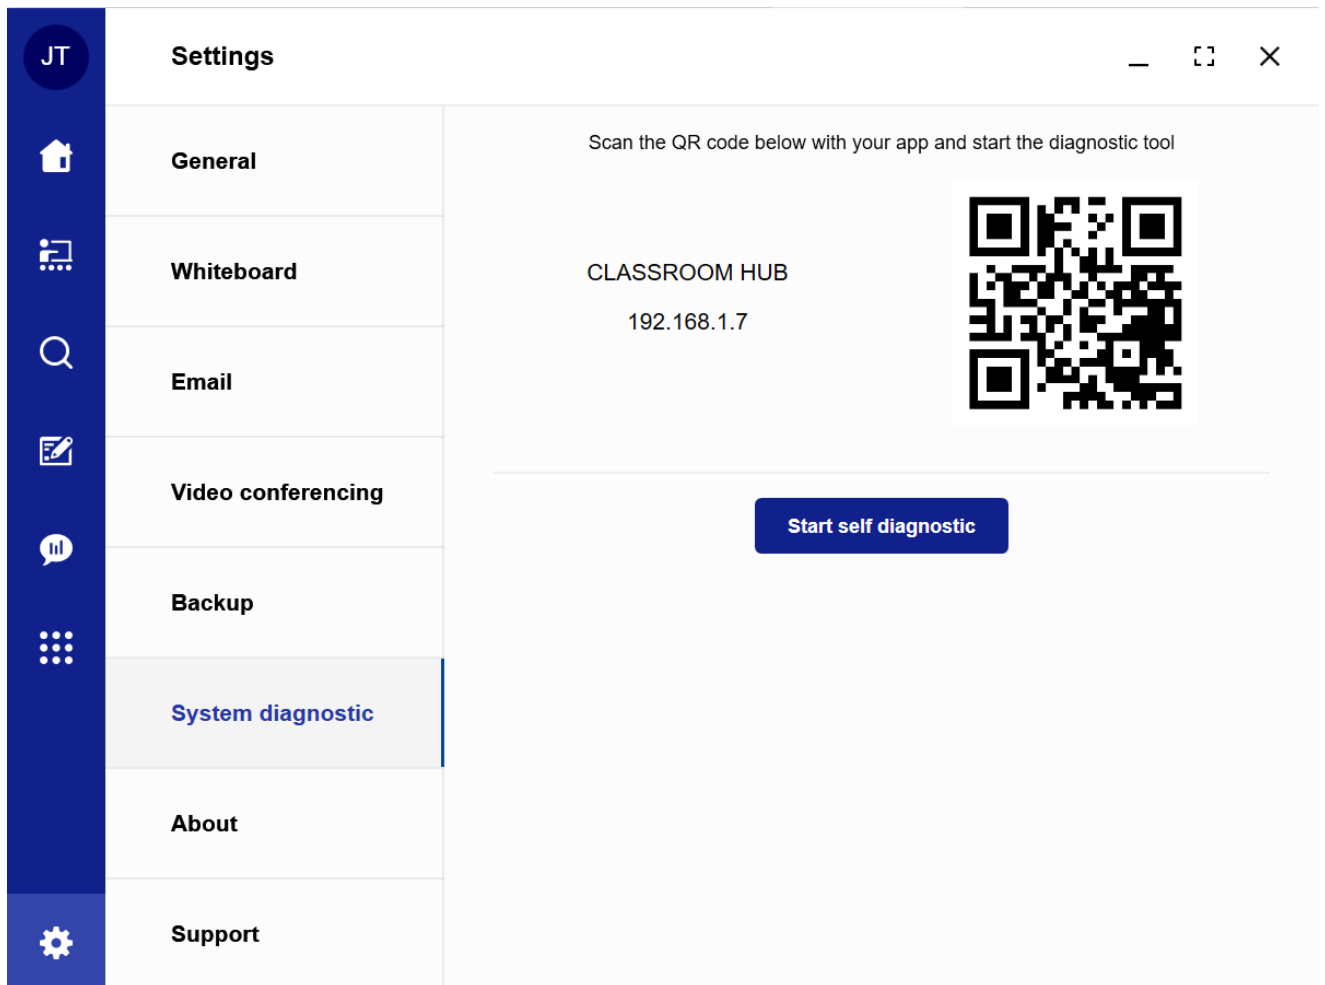 JT
Settings
General
Whiteboard
Email
Video conferencing
Backup
System diagnostic
About
Support
Scan the QR code below with your app and start the diagnostic tool
CLASSROOM HUB
192.168.1.7
Start self diagnostic